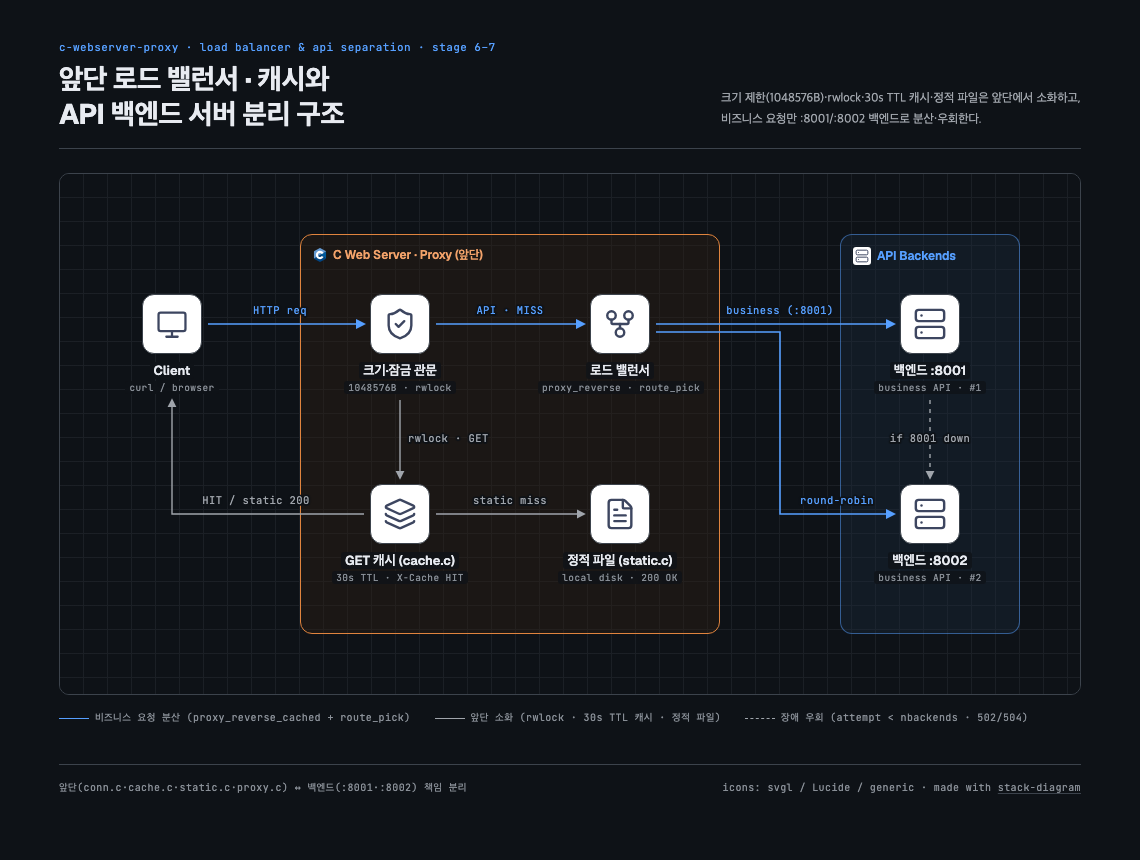 c-webserver-proxy · load balancer & api separation · stage 6–7
앞단 로드 밸런서 · 캐시와
API 백엔드 서버 분리 구조
크기 제한(1048576B)·rwlock·30s TTL 캐시·정적 파일은 앞단에서 소화하고,
비즈니스 요청만 :8001/:8002 백엔드로 분산·우회한다.
C Web Server · Proxy (앞단)
API Backends
HTTP req
API · MISS
business (:8001)
Client
curl / browser
크기·잠금 관문
1048576B · rwlock
로드 밸런서
proxy_reverse · route_pick
백엔드 :8001
business API · #1
rwlock · GET
if 8001 down
HIT / static 200
static miss
round-robin
GET 캐시 (cache.c)
30s TTL · X-Cache HIT
정적 파일 (static.c)
local disk · 200 OK
백엔드 :8002
business API · #2
비즈니스 요청 분산 (proxy_reverse_cached + route_pick)
앞단 소화 (rwlock · 30s TTL 캐시 · 정적 파일)
장애 우회 (attempt < nbackends · 502/504)
앞단(conn.c·cache.c·static.c·proxy.c) ↔ 백엔드(:8001·:8002) 책임 분리
icons: svgl / Lucide / generic · made with stack-diagram